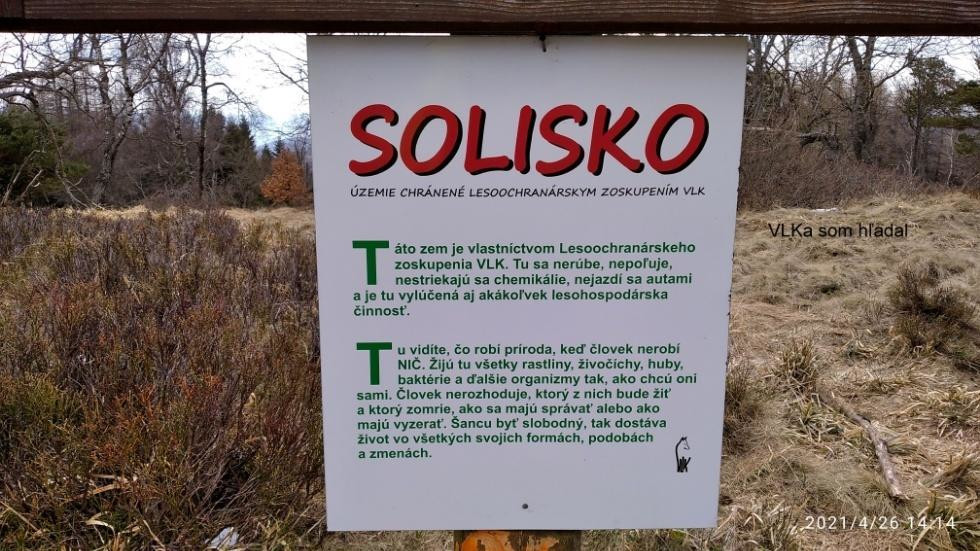 SOLISKO
ÚZEMIE CHRÁNENÉ LESOOCHRANÁRSKYM ZOSKUPENÍM VLK
Táto zem je vlastníctvom Lesoochranárskeho
zoskupenia VLK. Tu sa nerúbe, nepoľuje,
nestriekajú sa chemikálie, nejazdí sa autami
a je tu vylúčená aj akákoľvek lesohospodárska
činnosť.
Tu vidíte, čo robí príroda, keď človek nerobí
NIČ. Žijú tu všetky rastliny, živočíchy, huby,
baktérie a ďalšie organizmy tak, ako chcú oni
sami. Človek nerozhoduje, ktorý z nich bude žiť
a ktorý zomrie, ako sa majú správať alebo ako
majú vyzerať. Šancu byť slobodný, tak dostáva
život vo všetkých svojich formách, podobách
a zmenách.
VLKa som hľadal
2021/4/26 14:14